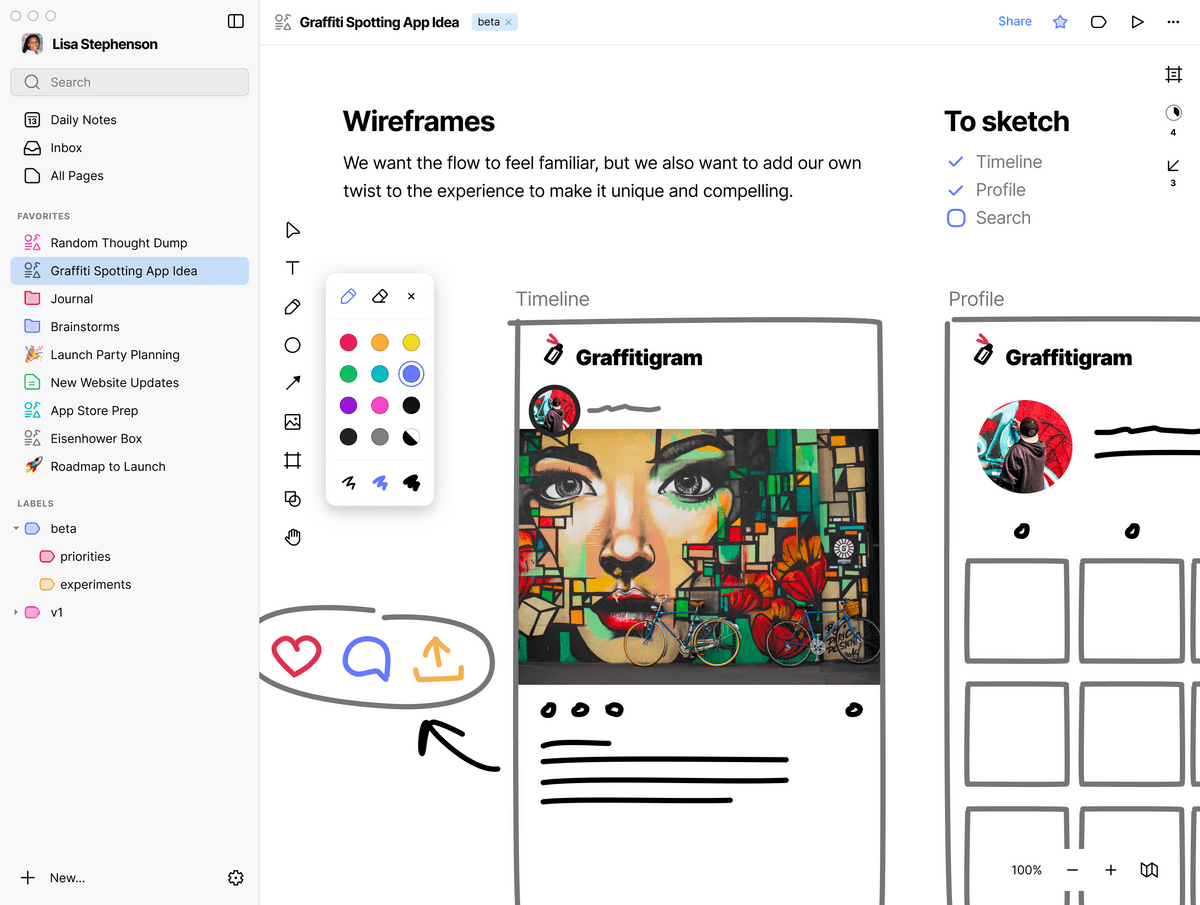 Lisa Stephenson
Search
13 Daily Notes
Inbox
All Pages
FAVORITES
Random Thought Dump
Graffiti Spotting App Idea
Journal
Brainstorms
Launch Party Planning
New Website Updates
App Store Prep
Eisenhower Box
Roadmap to Launch
LABELS
beta
priorities
experiments
v1
New...
Graffiti Spotting App Idea beta ×
Share
Wireframes
We want the flow to feel familiar, but we also want to add our own
twist to the experience to make it unique and compelling.
To sketch
Timeline
Profile
Search
4
3
Timeline
Graffitigram
Profile
Graffitigram
100%